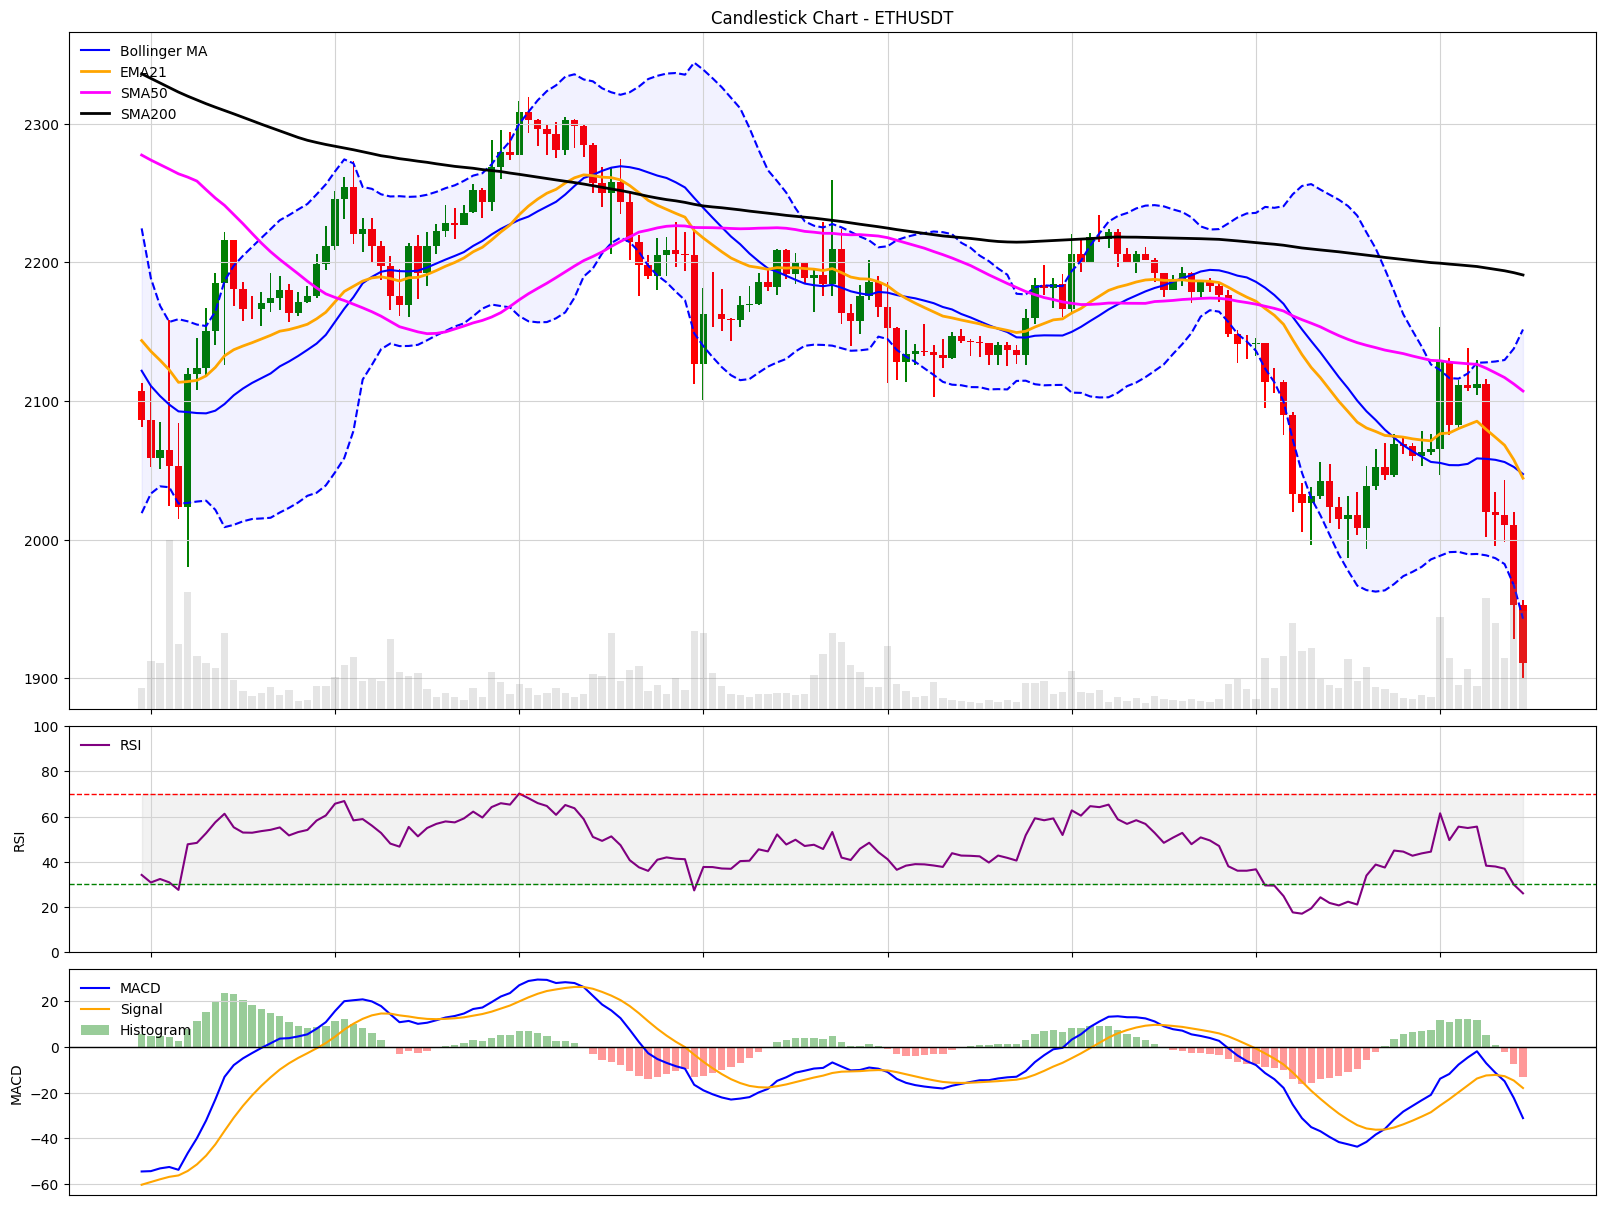 Candlestick Chart - ETHUSDT
Bollinger MA
EMA21
SMA50
SMA200
2300
2200
2100
2000
1900
RSI
100
80
60
40
20
0
RSI
MACD
Signal
Histogram
20
0
−20
−40
−60
MACD